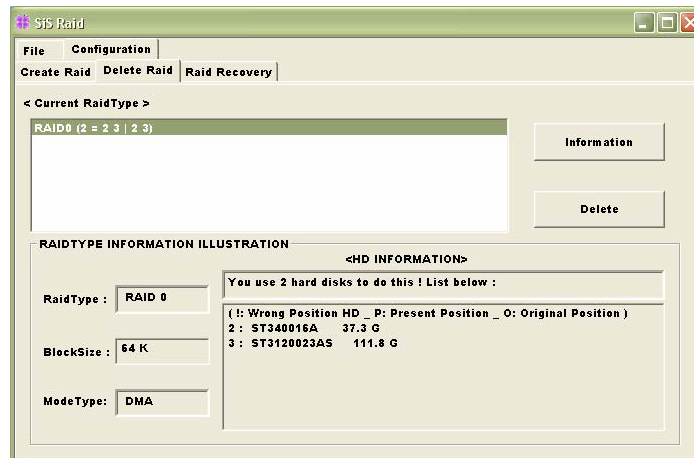 SiS Raid
File Configuration
Create Raid Delete Raid Raid Recovery
< Current RaidType >
RAID0 (2 = 2 3 | 2 3)
Information
Delete
RAIDTYPE INFORMATION ILLUSTRATION
<HD INFORMATION>
You use 2 hard disks to do this ! List below :
RaidType : RAID 0
( !: Wrong Position HD _ P: Present Position _ O: Original Position )
2 : ST340016A 37.3 G
3 : ST3120023AS 111.8 G
BlockSize : 64 K
ModeType: DMA